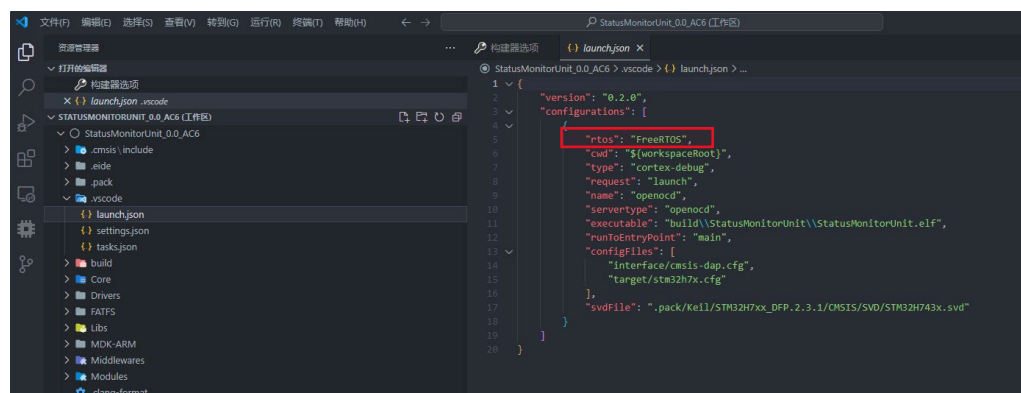 文件(F) 编辑(E) 选择(S) 查看(V) 转到(G) 运行(R) 终端(T) 帮助(H) StatusMonitorUnit_0.0_AC6 (工作区)
资源管理器 ... 构建器选项 {} launch.json
打开的编辑器 StatusMonitorUnit_0.0_AC6 > .vscode > {} launch.json > ...
构建器选项
{} launch.json .vscode
STATUSMONITORUNIT_0.0_AC6 (工作区)
StatusMonitorUnit_0.0_AC6
.cmsis \ include
.eide
.pack
.vscode
{} launch.json
{} settings.json
{} tasks.json
build
Core
Drivers
FATFS
Libs
MDK-ARM
Middlewares
Modules
.clang-format
1 {
2 "version": "0.2.0",
3 "configurations": [
4 {
5 "rtos": "FreeRTOS",
6 "cwd": "${workspaceRoot}",
7 "type": "cortex-debug",
8 "request": "launch",
9 "name": "openocd",
10 "servertype": "openocd",
11 "executable": "build\\StatusMonitorUnit\\StatusMonitorUnit.elf",
12 "runToEntryPoint": "main",
13 "configFiles": [
14 "interface/cmsis-dap.cfg",
15 "target/stm32h7x.cfg"
16 ],
17 "svdFile": ".pack/Keil/STM32H7xx_DFP.2.3.1/CMSIS/SVD/STM32H743x.svd"
18 }
19 ]
20 }